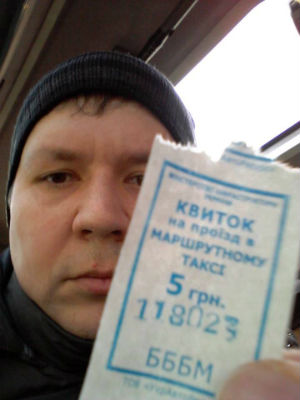 КВИТОК
на проїзд в
МАРШРУТНОМУ
ТАКСІ
5 грн.
118023
БББМ